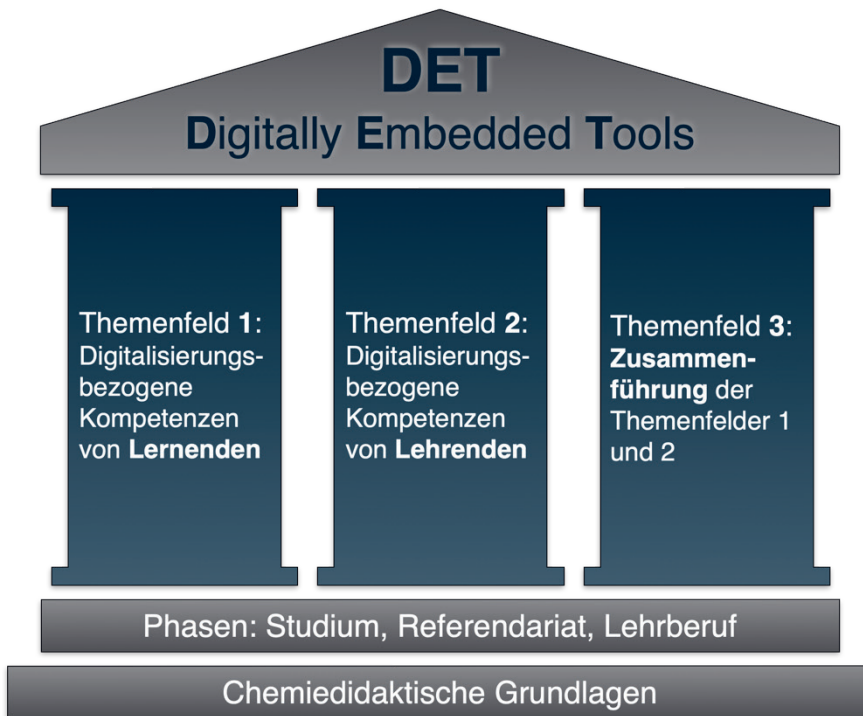 DET
Digitally Embedded Tools
Themenfeld 1:
Digitalisierungs-
bezogene
Kompetenzen
von Lernenden
Themenfeld 2:
Digitalisierungs-
bezogene
Kompetenzen
von Lehrenden
Themenfeld 3:
Zusammen-
führung der
Themenfelder 1
und 2
Phasen: Studium, Referendariat, Lehrberuf
Chemiedidaktische Grundlagen